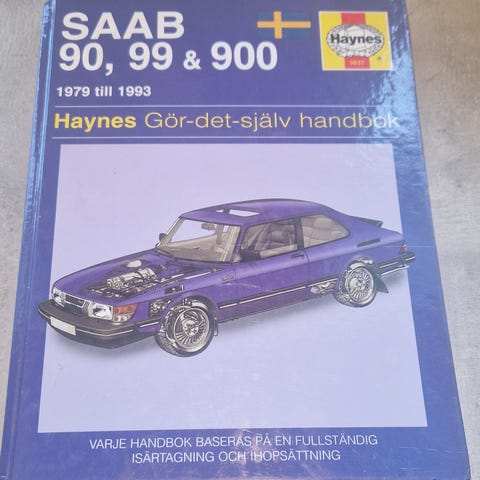 SAAB
90, 99 & 900
Haynes
1979 till 1993
Haynes Gör-det-själv handbok
VARJE HANDBOK BASERAS PÅ EN FULLSTÄNDIG
ISÄRTAGNING OCH IHOPSÄTTNING